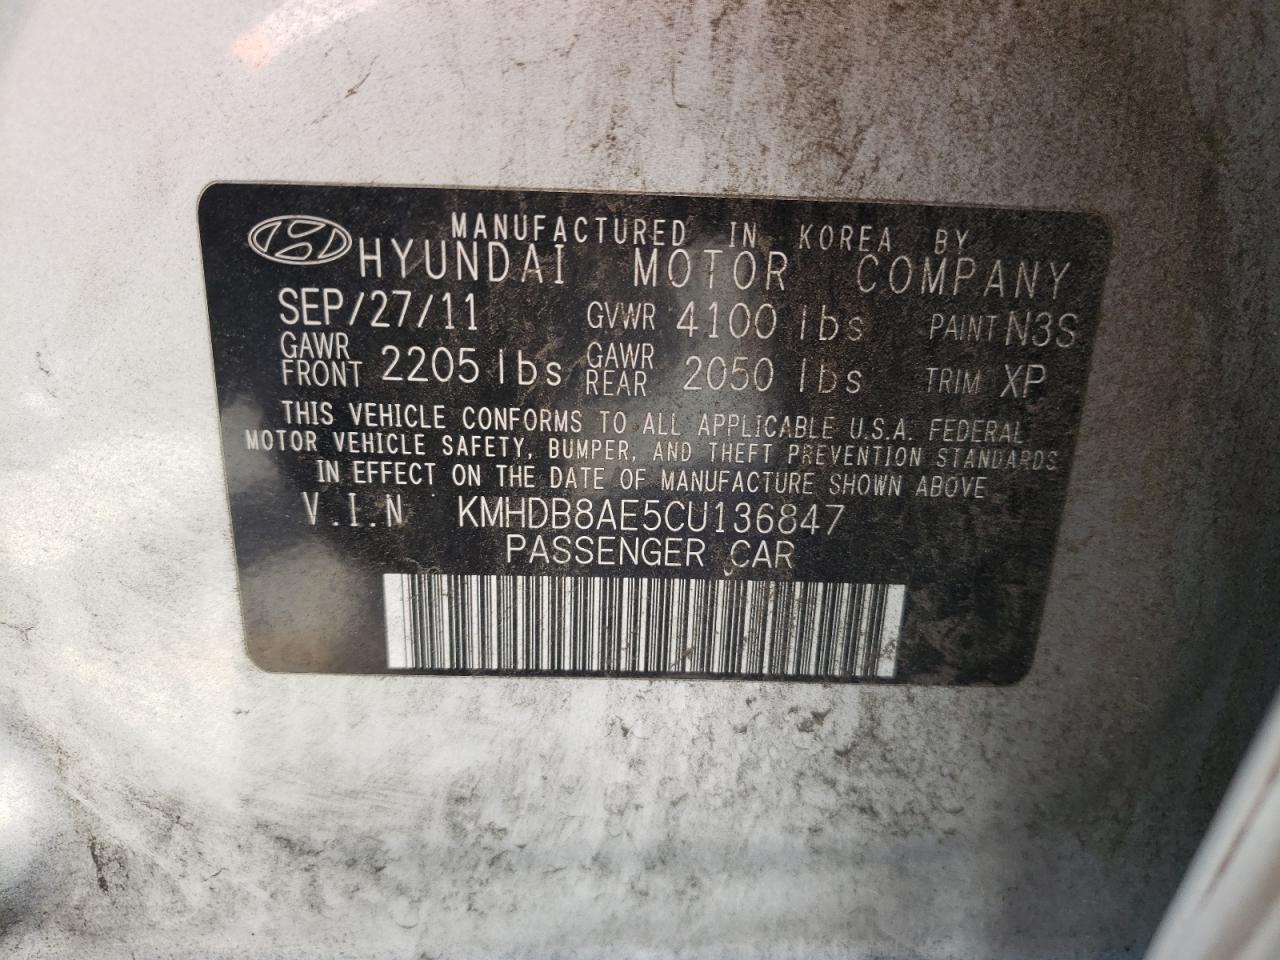 MANUFACTURED IN KOREA BY
HYUNDAI MOTOR COMPANY
SEP/27/11 GVWR 4100 lbs PAINT N3S
GAWR FRONT 2205 lbs GAWR REAR 2050 lbs TRIM XP
THIS VEHICLE CONFORMS TO ALL APPLICABLE U.S.A. FEDERAL
MOTOR VEHICLE SAFETY, BUMPER, AND THEFT PREVENTION STANDARDS
IN EFFECT ON THE DATE OF MANUFACTURE SHOWN ABOVE
V.I.N KMHDB8AE5CU136847
PASSENGER CAR